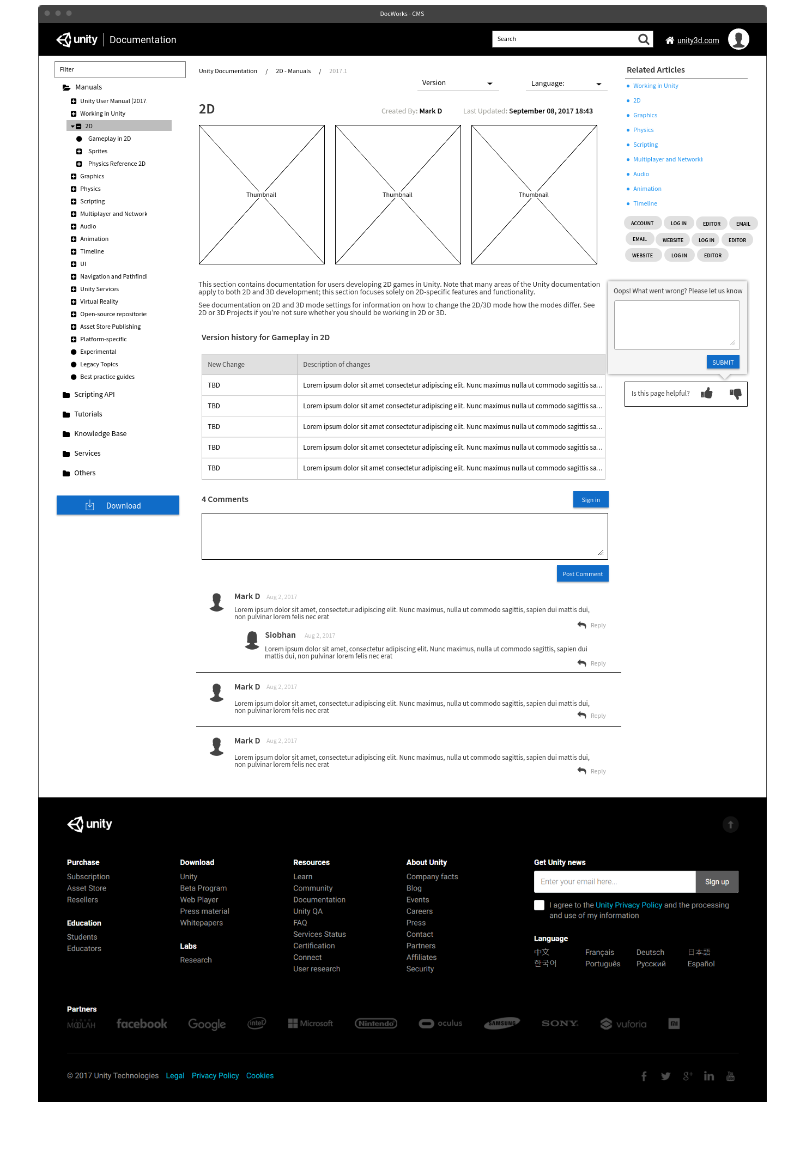 DocWorks - CMS
unity | Documentation
Search
unity3d.com
Filter
Manuals
Unity User Manual (2017.
Working in Unity
2D
Gameplay in 2D
Sprites
Physics Reference 2D
Graphics
Physics
Scripting
Multiplayer and Network
Audio
Animation
Timeline
UI
Navigation and Pathfindi
Unity Services
Virtual Reality
Open-source repositorie
Asset Store Publishing
Platform-specific
Experimental
Legacy Topics
Best practice guides
Scripting API
Tutorials
Knowledge Base
Services
Others
Download
Unity Documentation / 2D - Manuals / 2017.1
Version
Language:
2D
Created By: Mark D
Last Updated: September 08, 2017 18:43
Thumbnail
Thumbnail
Thumbnail
This section contains documentation for users developing 2D games in Unity. Note that many areas of the Unity documentation
apply to both 2D and 3D development; this section focuses solely on 2D-specific features and functionality.
See documentation on 2D and 3D mode settings for information on how to change the 2D/3D mode how the modes differ. See
2D or 3D Projects if you're not sure whether you should be working in 2D or 3D.
Version history for Gameplay in 2D
New Change Description of changes
TBD Lorem ipsum dolor sit amet consectetur adipiscing elit. Nunc maximus nulla ut commodo sagittis sa...
TBD Lorem ipsum dolor sit amet consectetur adipiscing elit. Nunc maximus nulla ut commodo sagittis sa...
TBD Lorem ipsum dolor sit amet consectetur adipiscing elit. Nunc maximus nulla ut commodo sagittis sa...
TBD Lorem ipsum dolor sit amet consectetur adipiscing elit. Nunc maximus nulla ut commodo sagittis sa...
TBD Lorem ipsum dolor sit amet consectetur adipiscing elit. Nunc maximus nulla ut commodo sagittis sa...
4 Comments
Sign in
Post Comment
Mark D Aug 2, 2017
Lorem ipsum dolor sit amet, consectetur adipiscing elit. Nunc maximus, nulla ut commodo sagittis, sapien dui mattis dui,
non pulvinar lorem felis nec erat
Reply
Siobhan Aug 2, 2017
Lorem ipsum dolor sit amet, consectetur adipiscing elit. Nunc maximus, nulla ut commodo sagittis, sapien dui
mattis dui, non pulvinar lorem felis nec erat
Reply
Mark D Aug 2, 2017
Lorem ipsum dolor sit amet, consectetur adipiscing elit. Nunc maximus, nulla ut commodo sagittis, sapien dui mattis dui,
non pulvinar lorem felis nec erat
Reply
Mark D Aug 2, 2017
Lorem ipsum dolor sit amet, consectetur adipiscing elit. Nunc maximus, nulla ut commodo sagittis, sapien dui mattis dui,
non pulvinar lorem felis nec erat
Reply
Related Articles
Working in Unity
2D
Graphics
Physics
Scripting
Multiplayer and Networki
Audio
Animation
Timeline
ACCOUNT LOG IN EDITOR EMAIL
EMAIL WEBSITE LOG IN EDITOR
WEBSITE LOG IN EDITOR
Oops! What went wrong? Please let us know
SUBMIT
Is this page helpful?
unity
Purchase
Subscription
Asset Store
Resellers
Education
Students
Educators
Download
Unity
Beta Program
Web Player
Press material
Whitepapers
Labs
Research
Resources
Learn
Community
Documentation
Unity QA
FAQ
Services Status
Certification
Connect
User research
About Unity
Company facts
Blog
Events
Careers
Press
Contact
Partners
Affiliates
Security
Get Unity news
Enter your email here... Sign up
I agree to the Unity Privacy Policy and the processing
and use of my information
Language
中文 Français Deutsch 日本語
한국어 Português Русский Español
Partners
MOOLAH facebook Google intel Microsoft Nintendo oculus SAMSUNG SONY vuforia mi
© 2017 Unity Technologies Legal Privacy Policy Cookies